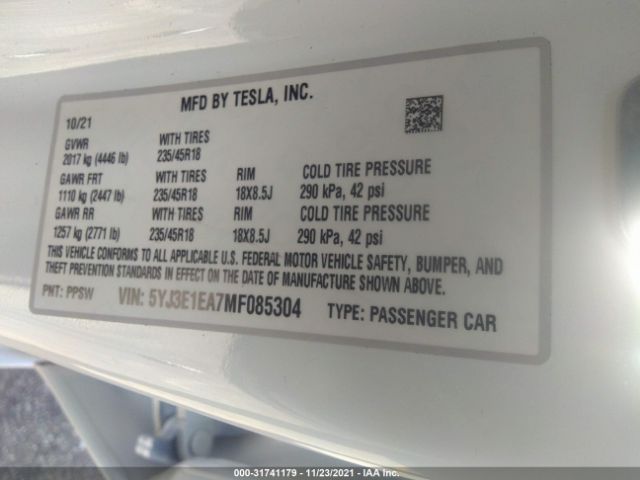 MFD BY TESLA, INC.
10/21
GVWR WITH TIRES
2017 kg (4446 lb) 235/45R18
GAWR FRT WITH TIRES RIM COLD TIRE PRESSURE
1110 kg (2447 lb) 235/45R18 18X8.5J 290 kPa, 42 psi
GAWR RR WITH TIRES RIM COLD TIRE PRESSURE
1257 kg (2771 lb) 235/45R18 18X8.5J 290 kPa, 42 psi
THIS VEHICLE CONFORMS TO ALL APPLICABLE U.S. FEDERAL MOTOR VEHICLE SAFETY, BUMPER, AND
THEFT PREVENTION STANDARDS IN EFFECT ON THE DATE OF MANUFACTURE SHOWN ABOVE.
PNT: PPSW VIN: 5YJ3E1EA7MF085304 TYPE: PASSENGER CAR
000-31741179 - 11/23/2021 - IAA Inc.